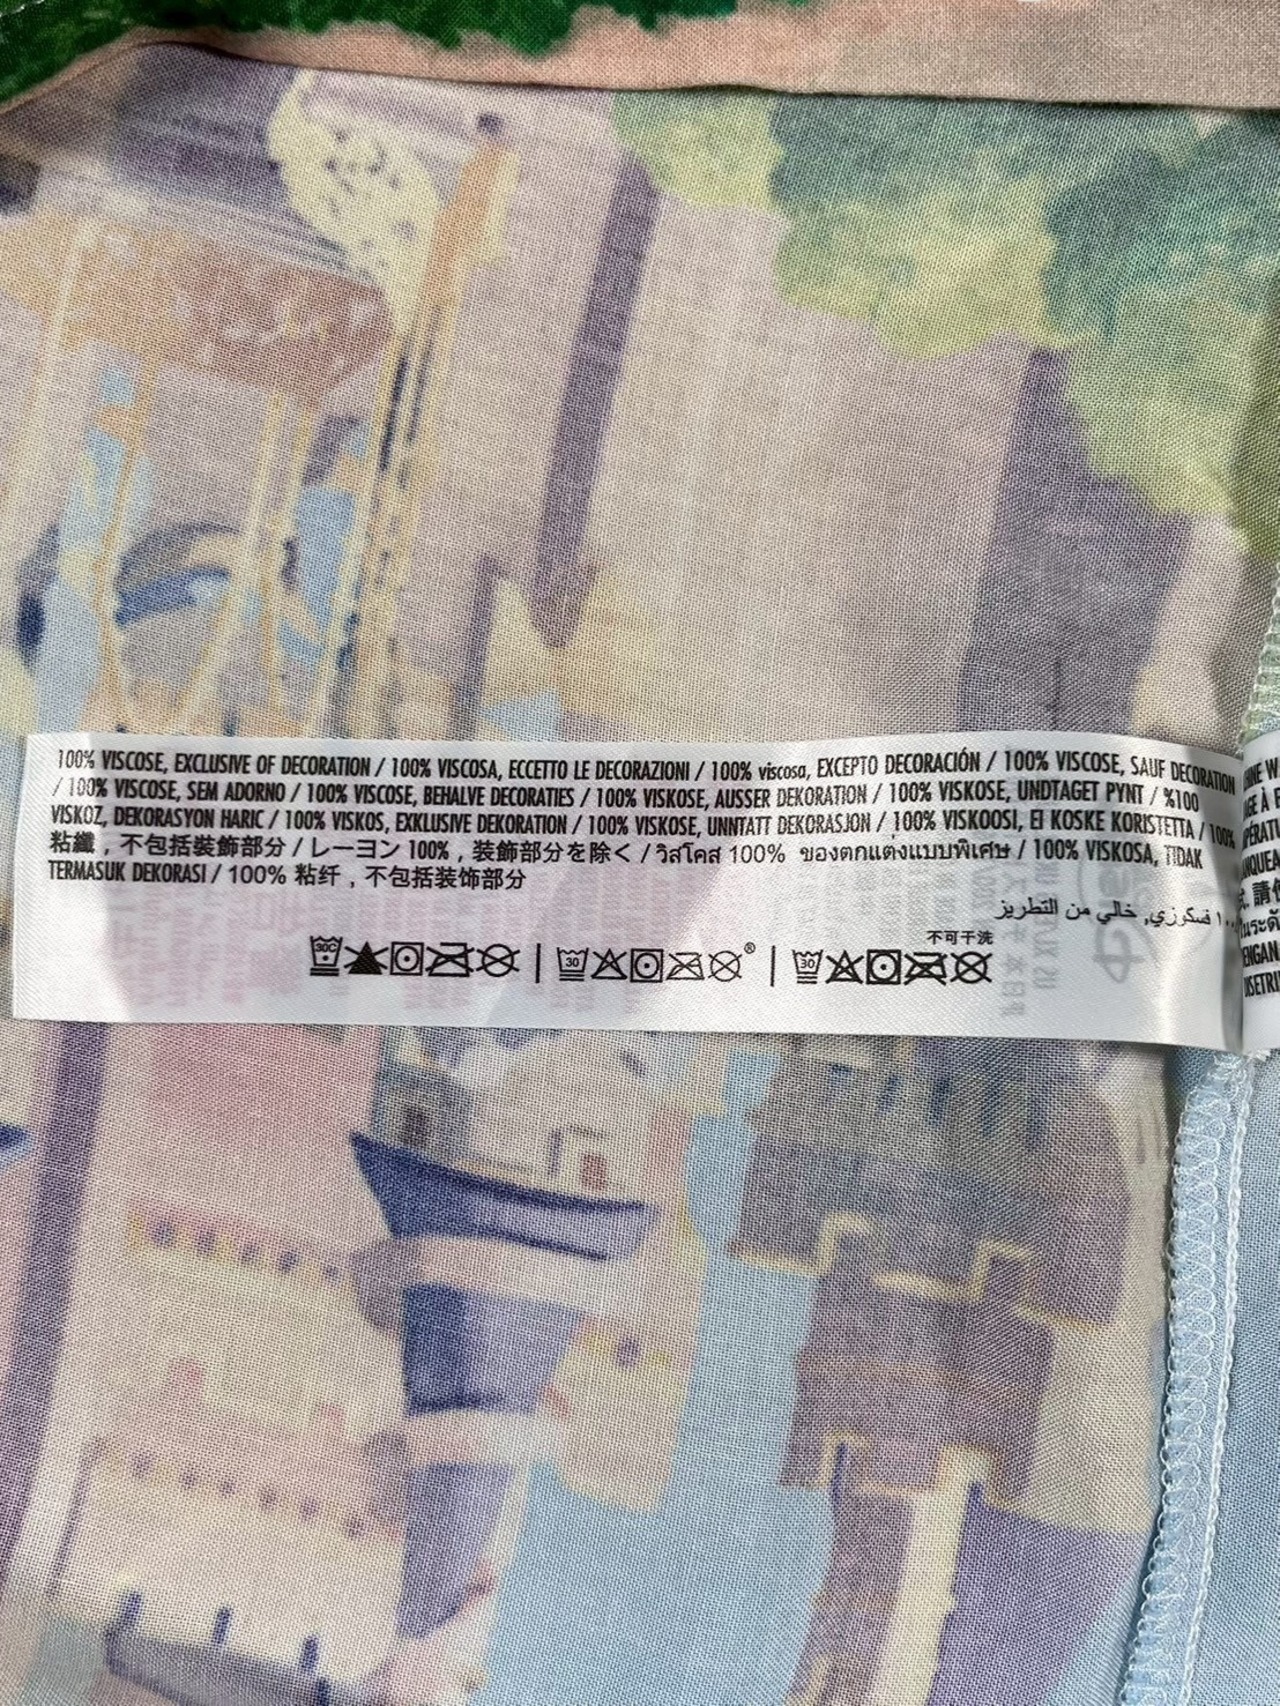 100% VISCOSE, EXCLUSIVE OF DECORATION / 100% VISCOSA, ECCETTO LE DECORAZIONI / 100% viscosa, EXCEPTO DECORACIÓN / 100% VISCOSE, SAUF DECORATION
/ 100% VISCOSE, SEM ADORNO / 100% VISCOSE, BEHALVE DECORATIES / 100% VISKOSE, AUSSER DEKORATION / 100% VISKOSE, UNDTAGET PYNT / %100
VISKOZ, DEKORASYON HARIC / 100% VISKOS, EXKLUSIVE DEKORATION / 100% VISKOSE, UNNTATT DEKORASJON / 100% VISKOOSI, EI KOSKE KORISTETTA / 100%
粘纖，不包括裝飾部分 / レーヨン 100%，装飾部分を除く / วิสโคส 100% ของตกแต่งแบบพิเศษ / 100% VISKOSA, TIDAK
TERMASUK DEKORASI / 100% 粘纤，不包括装饰部分
فسكوزي, خالي من التطريز
不可干洗
30C 30 30